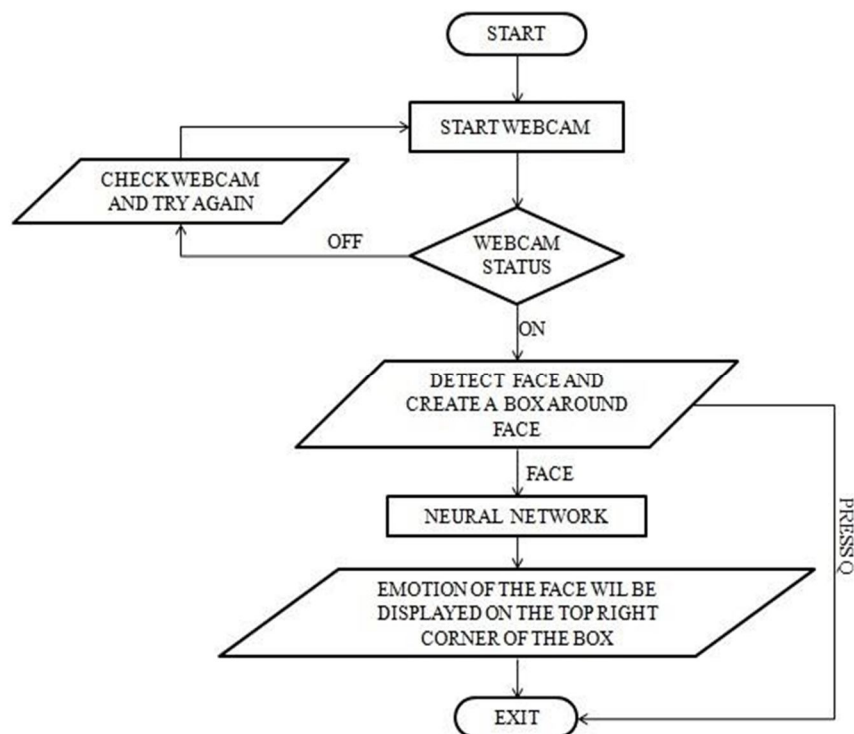 START
START WEBCAM
CHECK WEBCAM
AND TRY AGAIN
WEBCAM
STATUS
OFF
ON
DETECT FACE AND
CREATE A BOX AROUND
FACE
FACE
NEURAL NETWORK
PRESS Q
EMOTION OF THE FACE WIL BE
DISPLAYED ON THE TOP RIGHT
CORNER OF THE BOX
EXIT